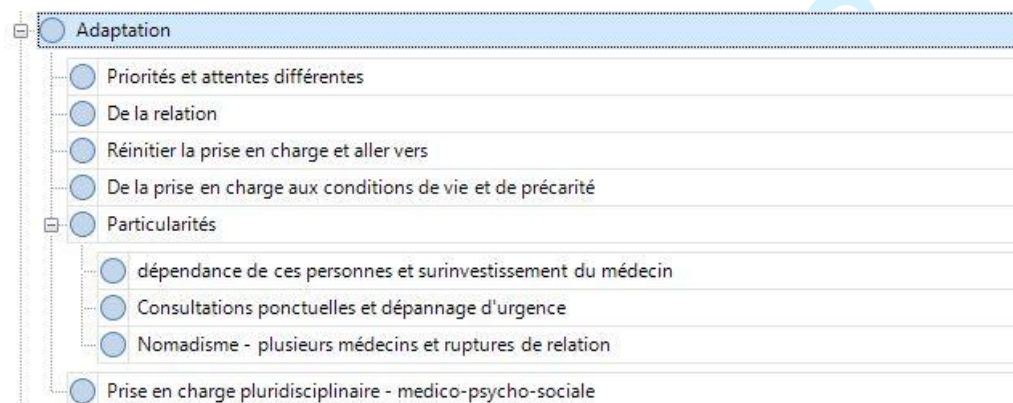 Adaptation
Priorités et attentes différentes
De la relation
Réinitier la prise en charge et aller vers
De la prise en charge aux conditions de vie et de précarité
Particularités
dépendance de ces personnes et surinvestissement du médecin
Consultations ponctuelles et dépannage d'urgence
Nomadisme - plusieurs médecins et ruptures de relation
Prise en charge pluridisciplinaire - medico-psycho-sociale